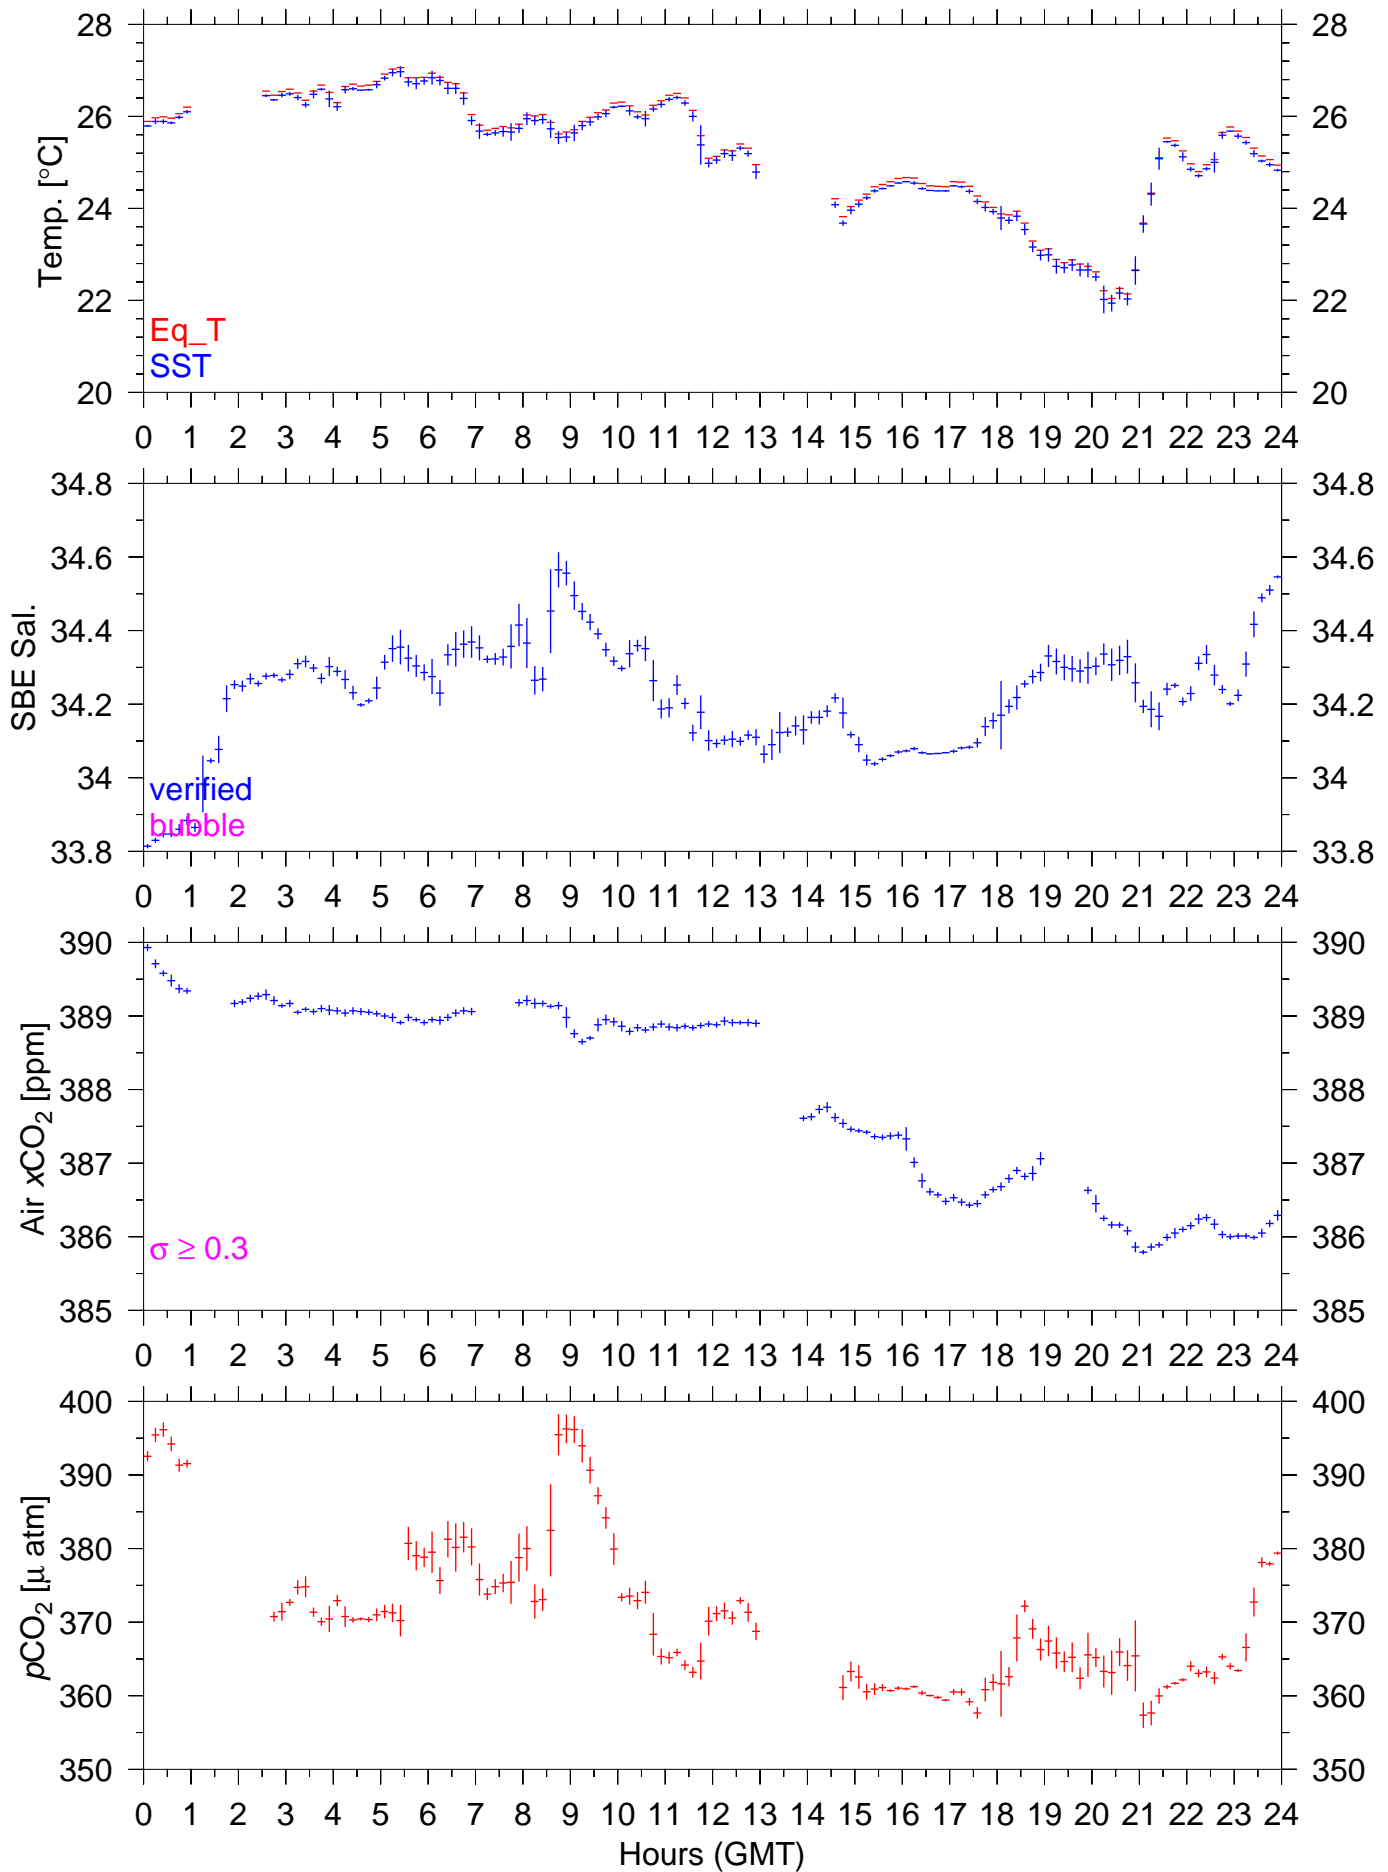 28 28
26 26
24 24
22 22
20 20
Temp. [°C]
Eq_T
SST
0 1 2 3 4 5 6 7 8 9 10 11 12 13 14 15 16 17 18 19 20 21 22 23 24
34.8 34.8
34.6 34.6
34.4 34.4
34.2 34.2
34 34
33.8 33.8
SBE Sal.
verified
bubble
0 1 2 3 4 5 6 7 8 9 10 11 12 13 14 15 16 17 18 19 20 21 22 23 24
390 390
389 389
388 388
387 387
386 386
385 385
Air xCO₂ [ppm]
σ ≥ 0.3
0 1 2 3 4 5 6 7 8 9 10 11 12 13 14 15 16 17 18 19 20 21 22 23 24
400 400
390 390
380 380
370 370
360 360
350 350
pCO₂ [μ atm]
0 1 2 3 4 5 6 7 8 9 10 11 12 13 14 15 16 17 18 19 20 21 22 23 24
Hours (GMT)